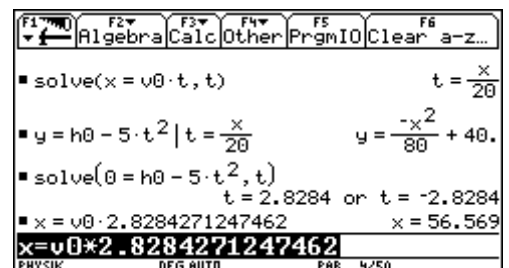 F1 F2▾ F3▾ F4▾ F5 F6
Algebra Calc Other PrgmIO Clear a-z…
▪ solve(x = v0·t, t) t = x/20
▪ y = h0 - 5·t² | t = x/20 y = -x²/80 + 40.
▪ solve(0 = h0 - 5·t², t)
t = 2.8284 or t = -2.8284
▪ x = v0·2.8284271247462 x = 56.569
x=v0*2.8284271247462
PHYSIK DEG AUTO PAR 4/50